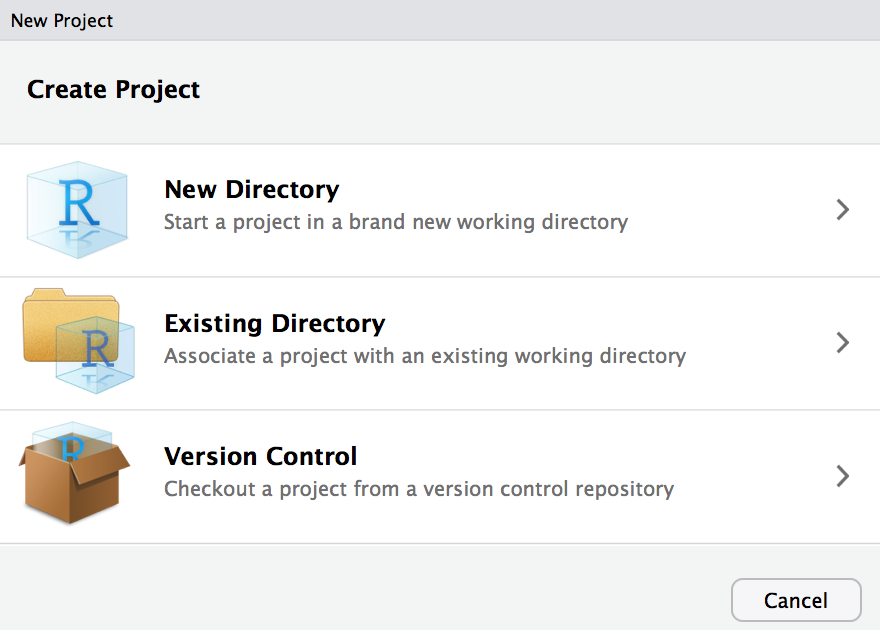 New Project
Create Project
R
New Directory
Start a project in a brand new working directory
R
Existing Directory
Associate a project with an existing working directory
R
Version Control
Checkout a project from a version control repository
Cancel